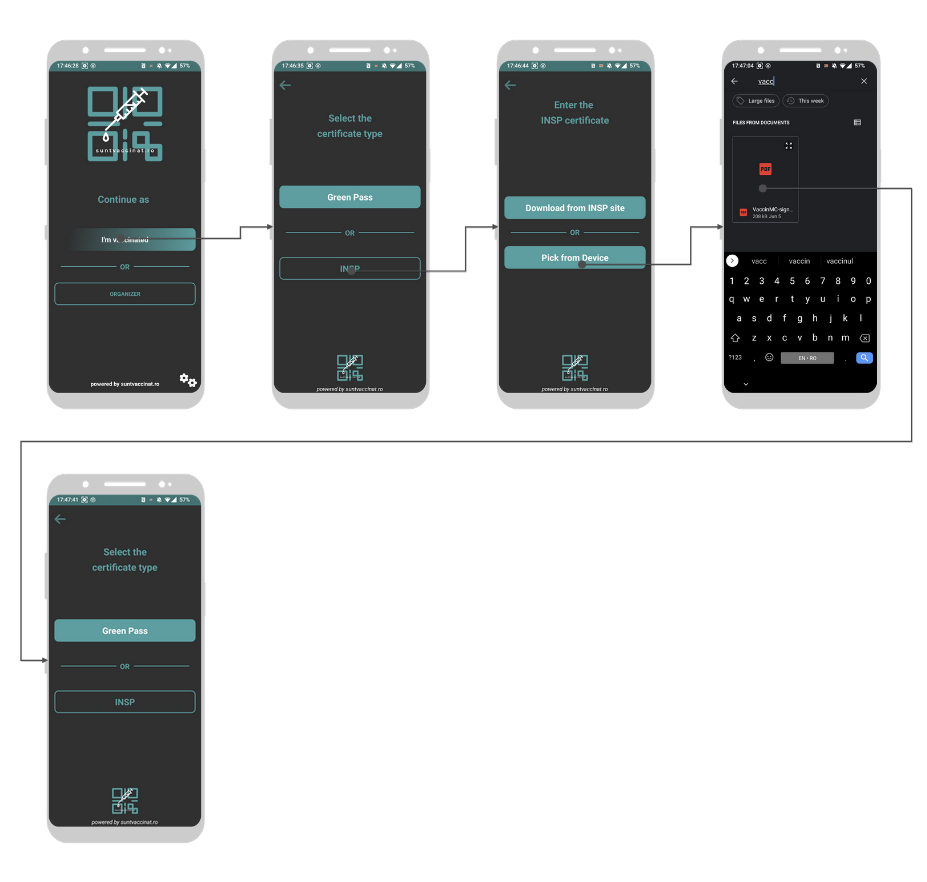 17:46:28
57%
suntvaccinat.ro
Continue as
I'm vaccinated
OR
ORGANIZER
powered by suntvaccinat.ro
17:46:35
57%
Select the
certificate type
Green Pass
OR
INSP
powered by suntvaccinat.ro
17:46:44
57%
Enter the
INSP certificate
Download from INSP site
OR
Pick from Device
powered by suntvaccinat.ro
17:47:04
57%
vacc
Large files
This week
FILES FROM DOCUMENTS
PDF
PDF
VaccinMC-sign...
208 kB Jun 5
vacc vaccin vaccinul
1 2 3 4 5 6 7 8 9 0
q w e r t y u i o p
a s d f g h j k l
z x c v b n m
?123 , EN • RO .
17:47:41
57%
Select the
certificate type
Green Pass
OR
INSP
powered by suntvaccinat.ro